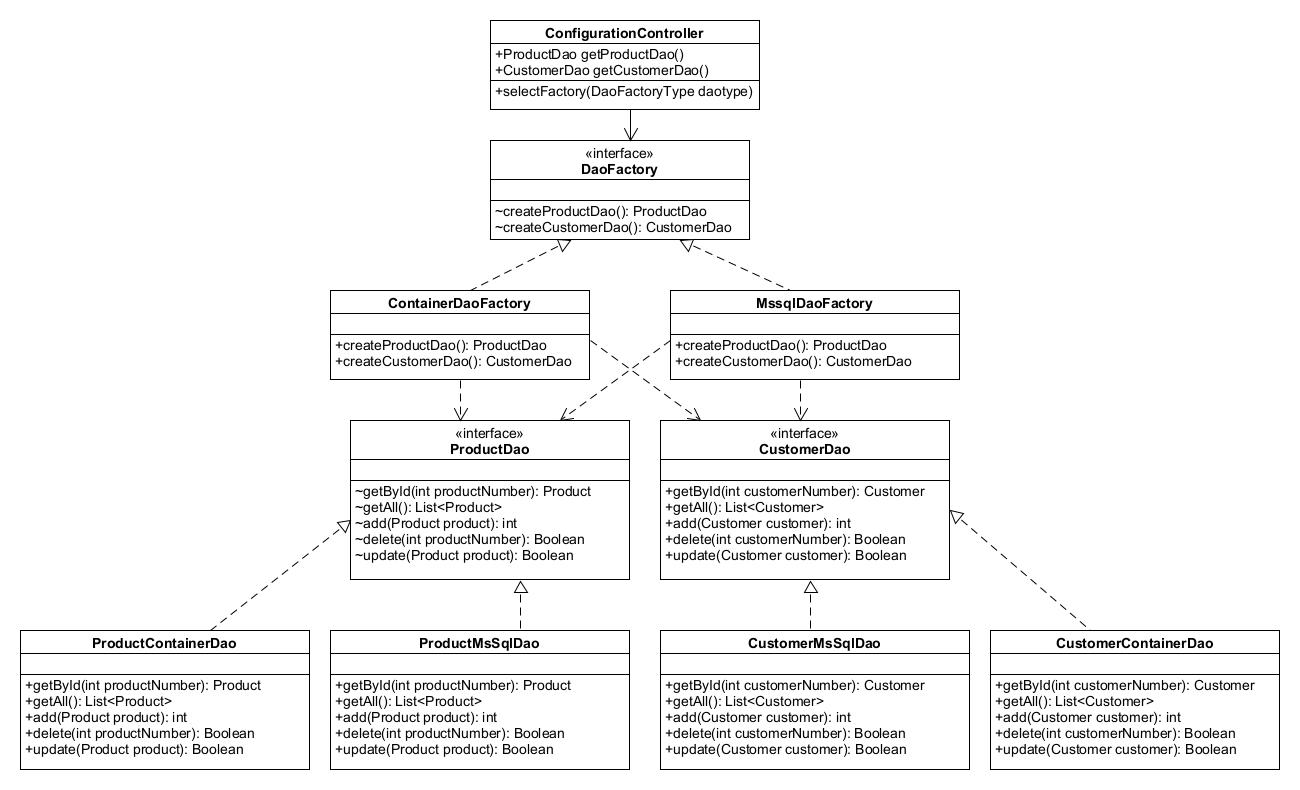 ConfigurationController
+ProductDao getProductDao()
+CustomerDao getCustomerDao()
+selectFactory(DaoFactoryType daotype)
«interface»
DaoFactory
~createProductDao(): ProductDao
~createCustomerDao(): CustomerDao
ContainerDaoFactory
+createProductDao(): ProductDao
+createCustomerDao(): CustomerDao
MssqlDaoFactory
+createProductDao(): ProductDao
+createCustomerDao(): CustomerDao
«interface»
ProductDao
~getById(int productNumber): Product
~getAll(): List<Product>
~add(Product product): int
~delete(int productNumber): Boolean
~update(Product product): Boolean
«interface»
CustomerDao
+getById(int customerNumber): Customer
+getAll(): List<Customer>
+add(Customer customer): int
+delete(int customerNumber): Boolean
+update(Customer customer): Boolean
ProductContainerDao
+getById(int productNumber): Product
+getAll(): List<Product>
+add(Product product): int
+delete(int productNumber): Boolean
+update(Product product): Boolean
ProductMsSqlDao
+getById(int productNumber): Product
+getAll(): List<Product>
+add(Product product): int
+delete(int productNumber): Boolean
+update(Product product): Boolean
CustomerMsSqlDao
+getById(int customerNumber): Customer
+getAll(): List<Customer>
+add(Customer customer): int
+delete(int customerNumber): Boolean
+update(Customer customer): Boolean
CustomerContainerDao
+getById(int customerNumber): Customer
+getAll(): List<Customer>
+add(Customer customer): int
+delete(int customerNumber): Boolean
+update(Customer customer): Boolean